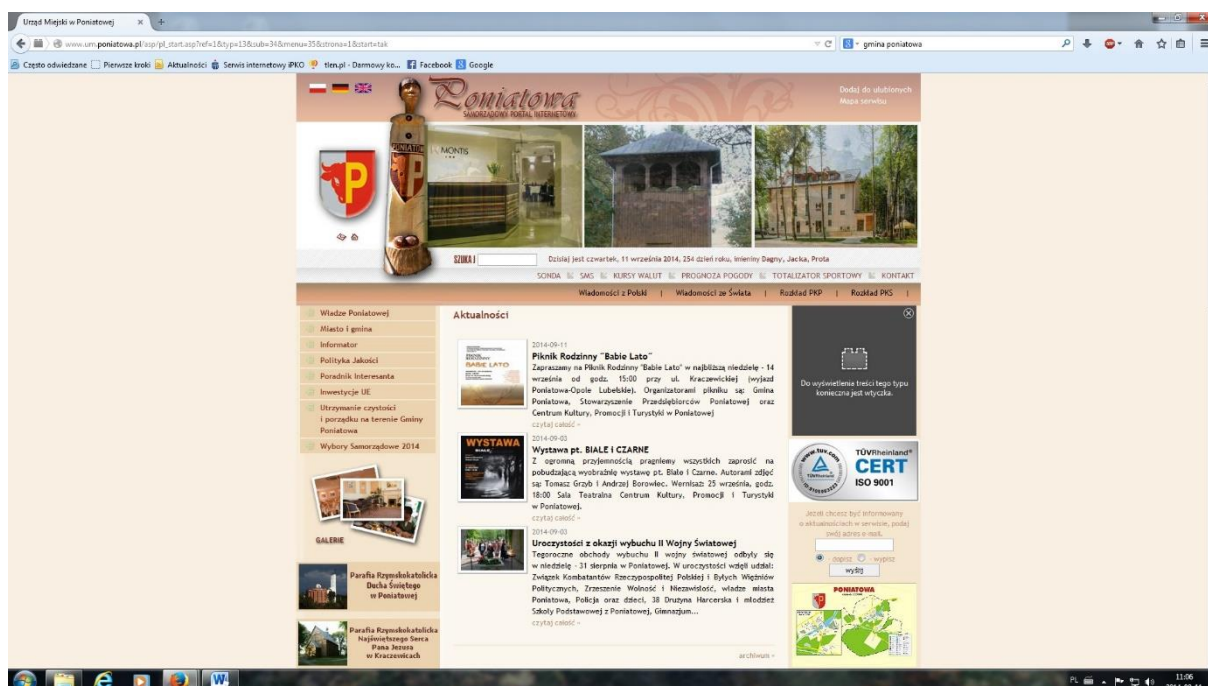 Urząd Miejski w Poniatowej
www.um.poniatowa.pl/asp/pl_start.asp?ref=1&typ=13&sub=34&menu=35&strona=1&start=tak
gmina poniatowa
Często odwiedzane Pierwsze kroki Aktualności Serwis internetowy iPKO tlen.pl - Darmowy ko... Facebook Google
Poniatowa
SAMORZĄDOWY PORTAL INTERNETOWY
Dodaj do ulubionych
Mapa serwisu
PONIATOWA
P
P
MONTIS
SZUKAJ
Dzisiaj jest czwartek, 11 września 2014, 254 dzień roku, imieniny Dagny, Jacka, Prota
SONDA SMS KURSY WALUT PROGNOZA POGODY TOTALIZATOR SPORTOWY KONTAKT
Wiadomości z Polski | Wiadomości ze Świata | Rozkład PKP | Rozkład PKS |
Władze Poniatowej
Miasto i gmina
Informator
Polityka Jakości
Poradnik Interesanta
Inwestycje UE
Utrzymanie czystości
i porządku na terenie Gminy
Poniatowa
Wybory Samorządowe 2014
GALERIE
Parafia Rzymskokatolicka
Ducha Świętego
w Poniatowej
Parafia Rzymskokatolicka
Najświętszego Serca
Pana Jezusa
w Kraczewicach
Aktualności
BABIE LATO
2014-09-11
Piknik Rodzinny "Babie Lato"
Zapraszamy na Piknik Rodzinny "Babie Lato" w najbliższą niedzielę - 14
września od godz. 15:00 przy ul. Kraczewickiej (wyjazd
Poniatowa-Opole Lubelskie). Organizatorami pikniku są: Gmina
Poniatowa, Stowarzyszenie Przedsiębiorców Poniatowej oraz
Centrum Kultury, Promocji i Turystyki w Poniatowej
czytaj całość »
WYSTAWA
2014-09-03
Wystawa pt. BIAŁE i CZARNE
Z ogromną przyjemnością pragniemy wszystkich zaprosić na
pobudzającą wyobraźnię wystawę pt. Białe i Czarne. Autorami zdjęć
są: Tomasz Grzyb i Andrzej Borowiec. Wernisaż: 25 września, godz.
18:00 Sala Teatralna Centrum Kultury, Promocji i Turystyki
w Poniatowej.
czytaj całość »
2014-09-03
Uroczystości z okazji wybuchu II Wojny Światowej
Tegoroczne obchody wybuchu II wojny światowej odbyły się
w niedzielę - 31 sierpnia w Poniatowej. W uroczystości wzięli udział:
Związek Kombatantów Rzeczypospolitej Polskiej i Byłych Więźniów
Politycznych, Zrzeszenie Wolność i Niezawisłość, władze miasta
Poniatowa, Policja oraz dzieci, 38 Drużyna Harcerska i młodzież
Szkoły Podstawowej z Poniatowej, Gimnazjum...
czytaj całość »
archiwum »
Do wyświetlenia treści tego typu
konieczna jest wtyczka.
www.tuv.com
TÜVRheinland
TÜVRheinland®
CERT
ISO 9001
Jeżeli chcesz być informowany
o aktualnościach w serwisie, podaj
swój adres e-mail.
- dopisz - wypisz
wyślij
PONIATOWA
PL
11:06